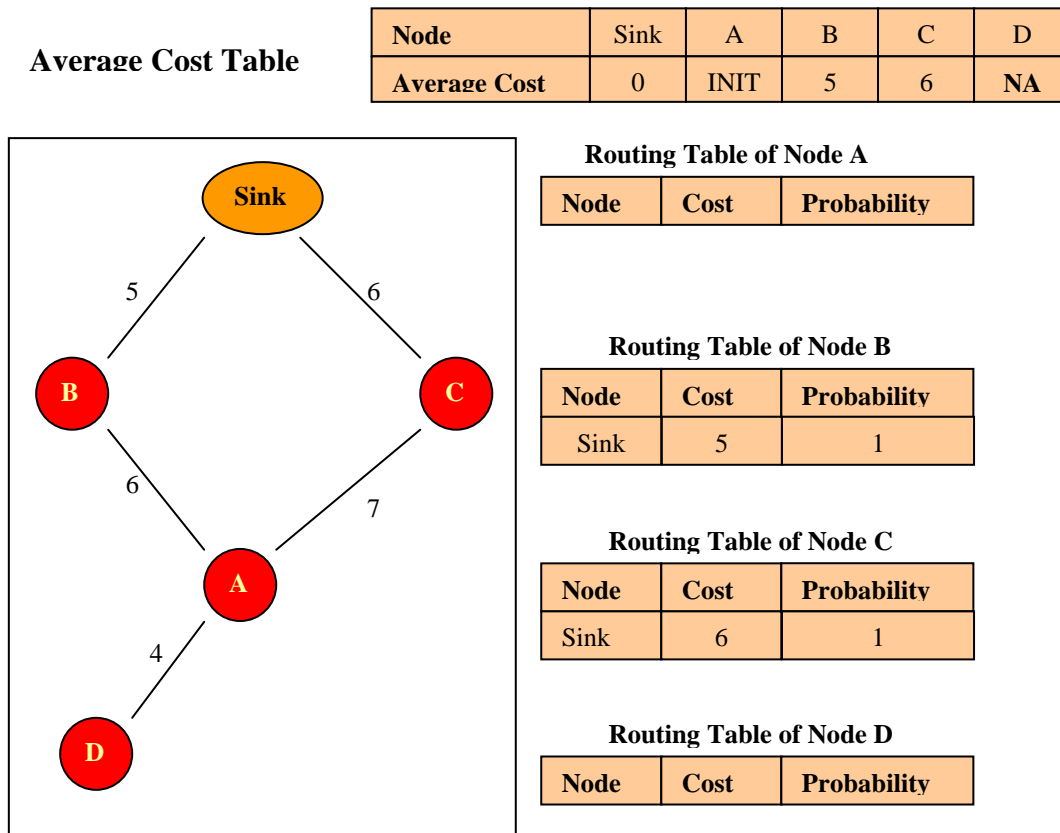 Average Cost Table
Node Sink A B C D
Average Cost 0 INIT 5 6 NA
Sink
5
6
B
C
6
7
A
4
D
Routing Table of Node A
Node Cost Probability
Routing Table of Node B
Node Cost Probability
Sink 5 1
Routing Table of Node C
Node Cost Probability
Sink 6 1
Routing Table of Node D
Node Cost Probability